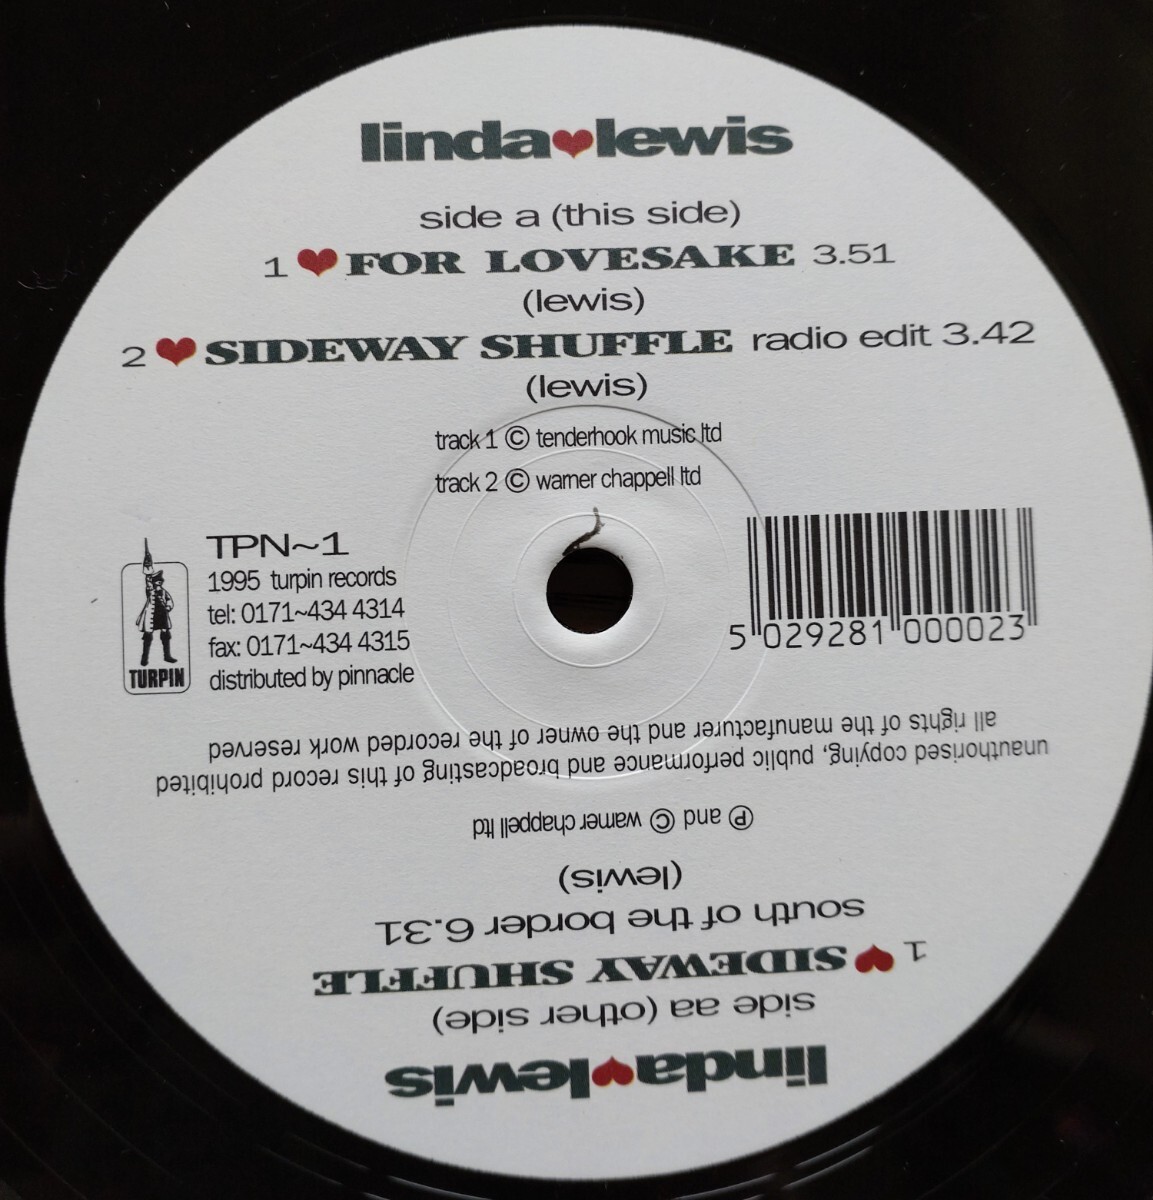 linda♥lewis
side a (this side)
1 ♥ FOR LOVESAKE 3.51
(lewis)
2 ♥ SIDEWAY SHUFFLE radio edit 3.42
(lewis)
track 1 © tenderhook music ltd
track 2 © warner chappell ltd
TPN~1
1995 turpin records
tel: 0171~434 4314
fax: 0171~434 4315
distributed by pinnacle
TURPIN
5 029281 000023
linda♥lewis
side aa (other side)
1 ♥ SIDEWAY SHUFFLE
south of the border 6.31
(lewis)
℗ and © warner chappell ltd
unauthorised copying, public performance and broadcasting of this record prohibited
all rights of the manufacturer and the owner of the recorded work reserved